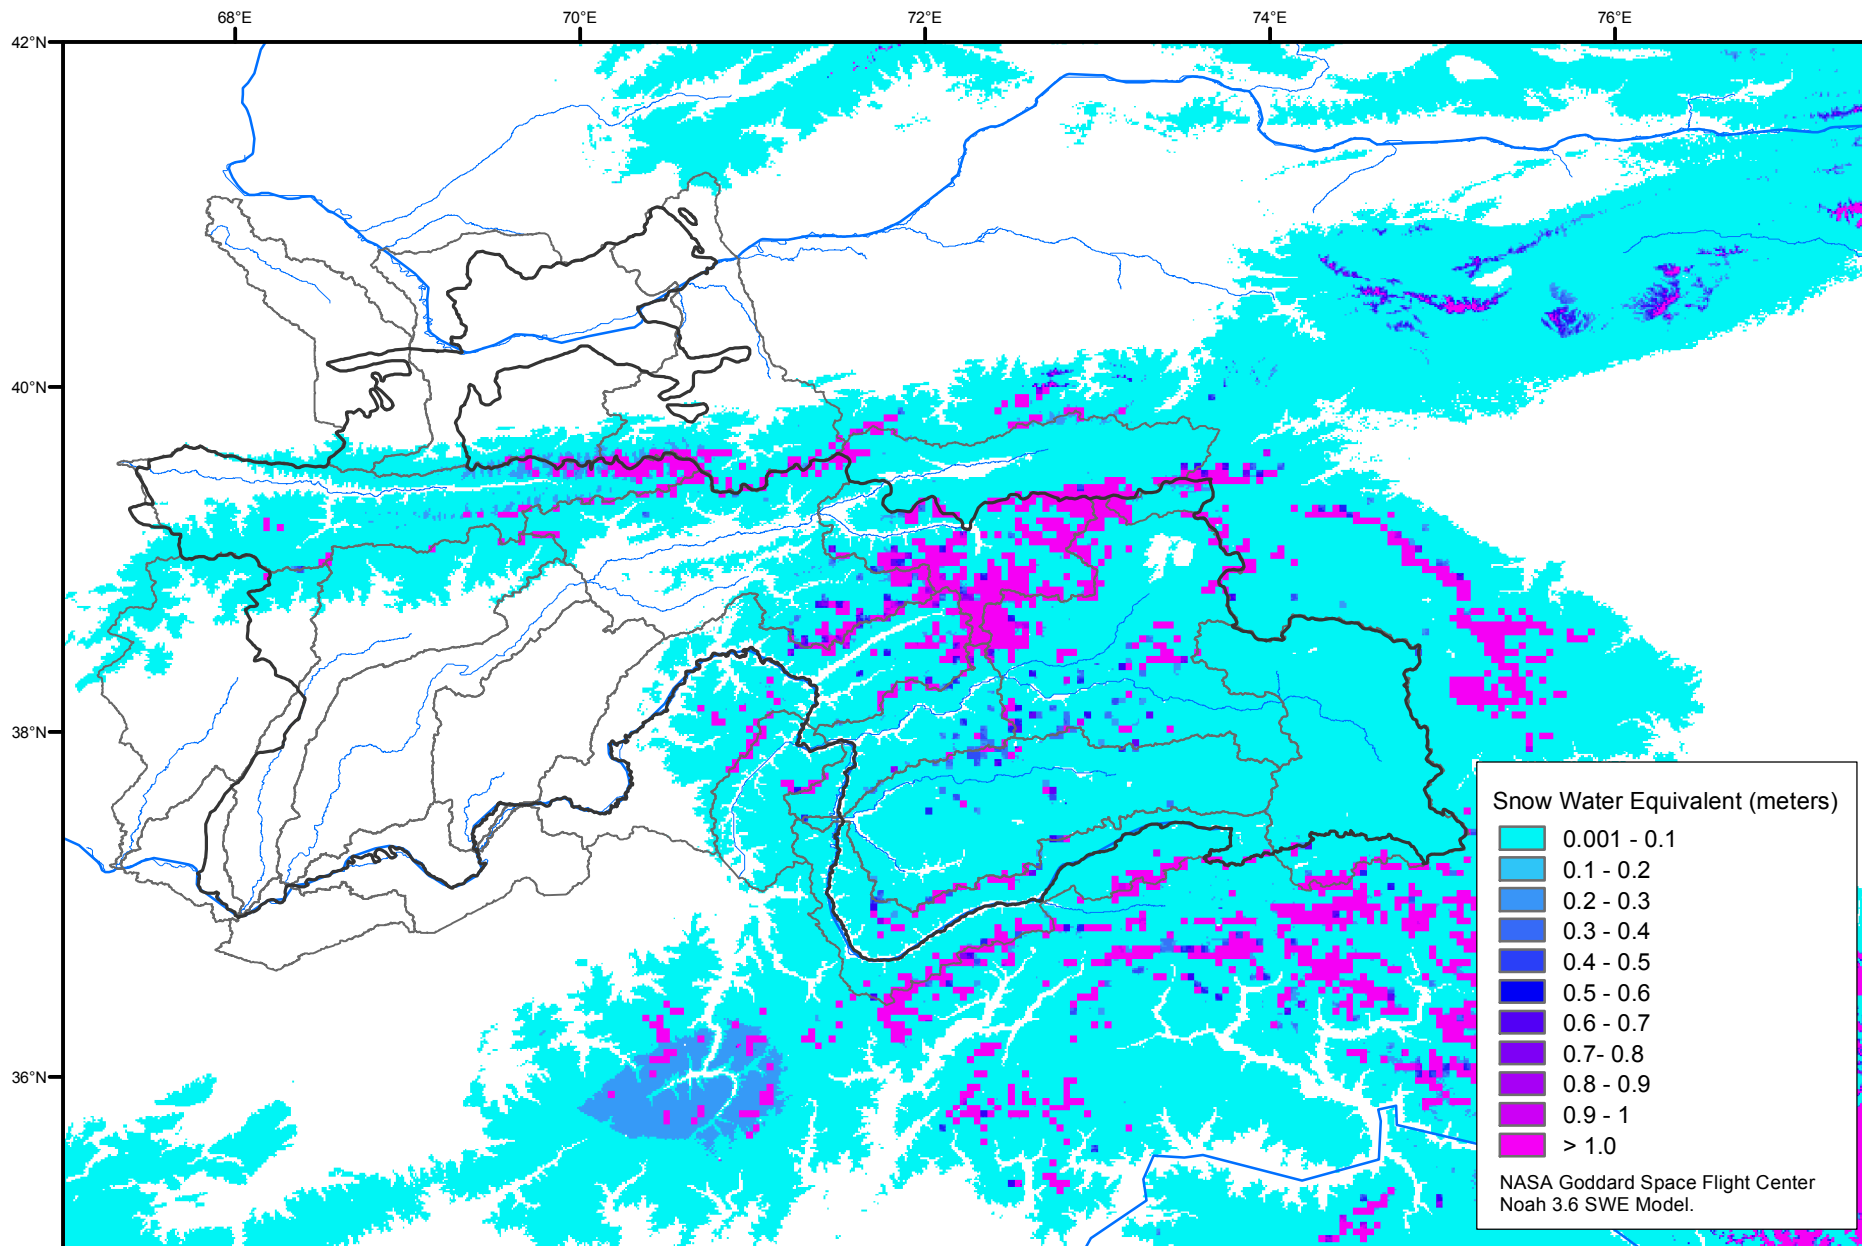 68°E 70°E 72°E 74°E 76°E
42°N
40°N
38°N
36°N
Snow Water Equivalent (meters)
0.001 - 0.1
0.1 - 0.2
0.2 - 0.3
0.3 - 0.4
0.4 - 0.5
0.5 - 0.6
0.6 - 0.7
0.7- 0.8
0.8 - 0.9
0.9 - 1
> 1.0
NASA Goddard Space Flight Center
Noah 3.6 SWE Model.